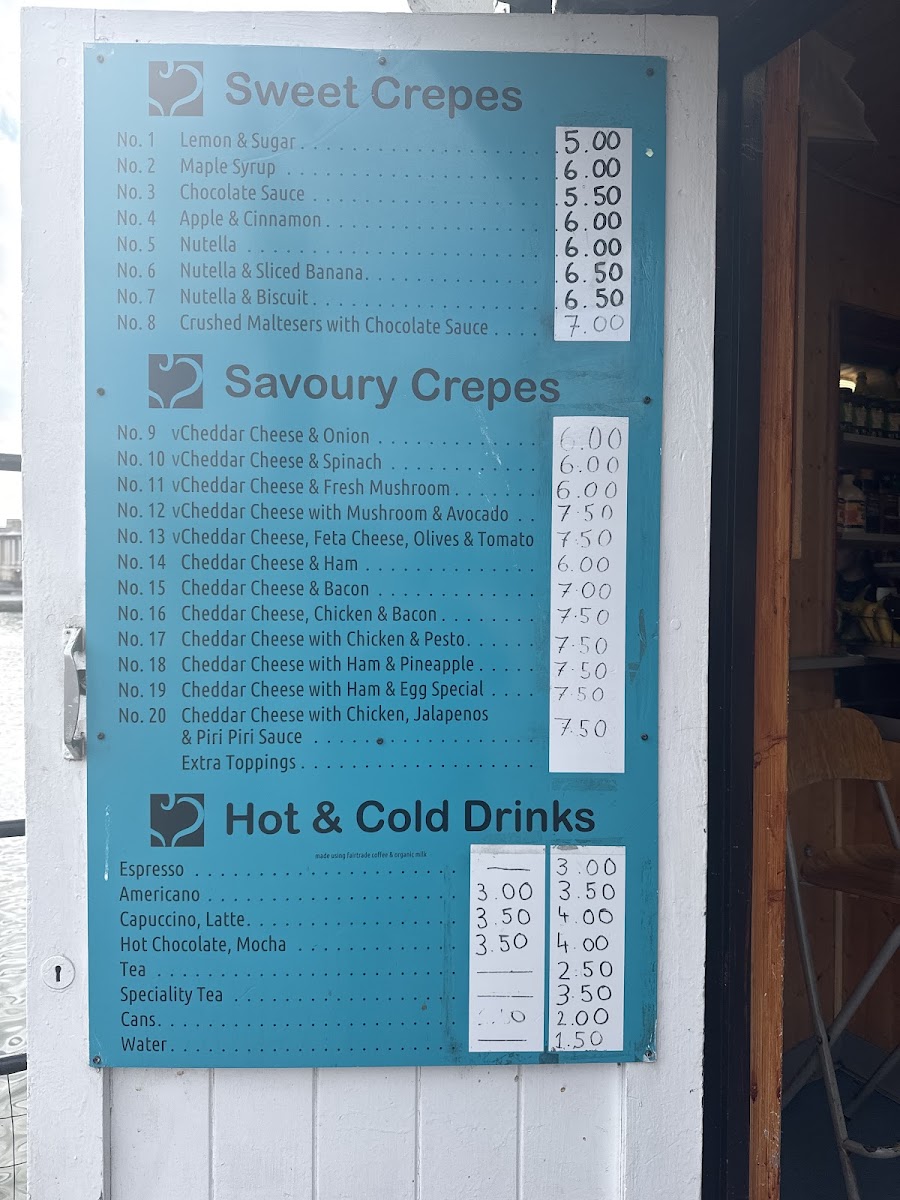 Sweet Crepes
No. 1 Lemon & Sugar 5.00
No. 2 Maple Syrup 6.00
No. 3 Chocolate Sauce 5.50
No. 4 Apple & Cinnamon 6.00
No. 5 Nutella 6.00
No. 6 Nutella & Sliced Banana 6.50
No. 7 Nutella & Biscuit 6.50
No. 8 Crushed Maltesers with Chocolate Sauce 7.00
Savoury Crepes
No. 9 vCheddar Cheese & Onion 6.00
No. 10 vCheddar Cheese & Spinach 6.00
No. 11 vCheddar Cheese & Fresh Mushroom 6.00
No. 12 vCheddar Cheese with Mushroom & Avocado 7.50
No. 13 vCheddar Cheese, Feta Cheese, Olives & Tomato 7.50
No. 14 Cheddar Cheese & Ham 6.00
No. 15 Cheddar Cheese & Bacon 7.00
No. 16 Cheddar Cheese, Chicken & Bacon 7.50
No. 17 Cheddar Cheese with Chicken & Pesto 7.50
No. 18 Cheddar Cheese with Ham & Pineapple 7.50
No. 19 Cheddar Cheese with Ham & Egg Special 7.50
No. 20 Cheddar Cheese with Chicken, Jalapenos
& Piri Piri Sauce 7.50
Extra Toppings
Hot & Cold Drinks
made using fairtrade coffee & organic milk
Espresso — 3.00
Americano 3.00 3.50
Capuccino, Latte 3.50 4.00
Hot Chocolate, Mocha 3.50 4.00
Tea — 2.50
Speciality Tea — 3.50
Cans 2.00
Water — 1.50